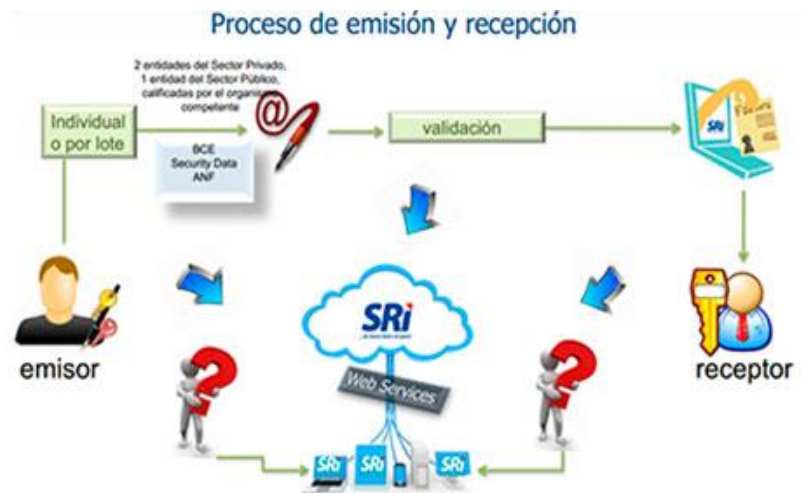 Proceso de emisión y recepción
2 entidades del Sector Privado,
1 entidad del Sector Público,
calificadas por el organismo
competente
Individual
o por lote
@
validación
SRi
BCE
Security Data
ANF
emisor
SRi
Web Services
receptor
SRi
SRi
SRi